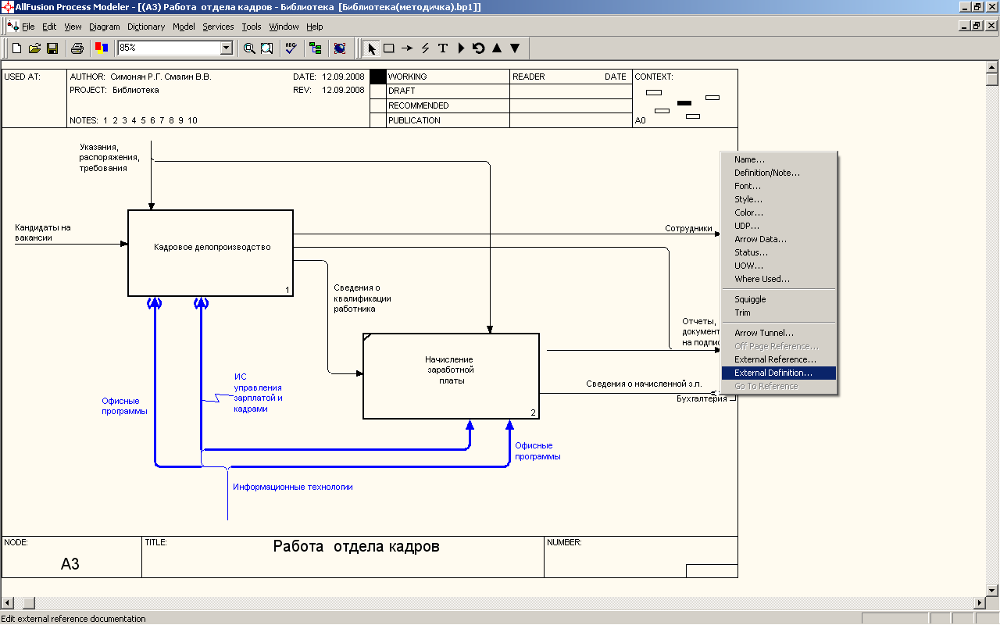 AllFusion Process Modeler - [(A3) Работа отдела кадров - Библиотека [Библиотека(методичка).bp1]]
File Edit View Diagram Dictionary Model Services Tools Window Help
85%
ABC
USED AT:
AUTHOR: Симонян Р.Г. Смагин В.В.
DATE: 12.09.2008
PROJECT: Библиотека
REV: 12.09.2008
NOTES: 1 2 3 4 5 6 7 8 9 10
WORKING
DRAFT
RECOMMENDED
PUBLICATION
READER DATE
CONTEXT:
A0
Указания,
распоряжения,
требования
Кандидаты на
вакансии
Кадровое делопроизводство
1
Сотрудники
Сведения о
квалификации
работника
Отчеты,
документ
на подпис
Начисление
заработной
платы
2
Сведения о начисленной з.п.
Бухгалтерия
ИС
управления
зарплатой и
кадрами
Офисные
программы
Офисные
программы
Информационные технологии
Name...
Definition/Note...
Font...
Style...
Color...
UDP...
Arrow Data...
Status...
UOW...
Where Used...
Squiggle
Trim
Arrow Tunnel...
Off Page Reference...
External Reference...
External Definition...
Go To Reference
NODE:
A3
TITLE:
Работа отдела кадров
NUMBER:
Edit external reference documentation